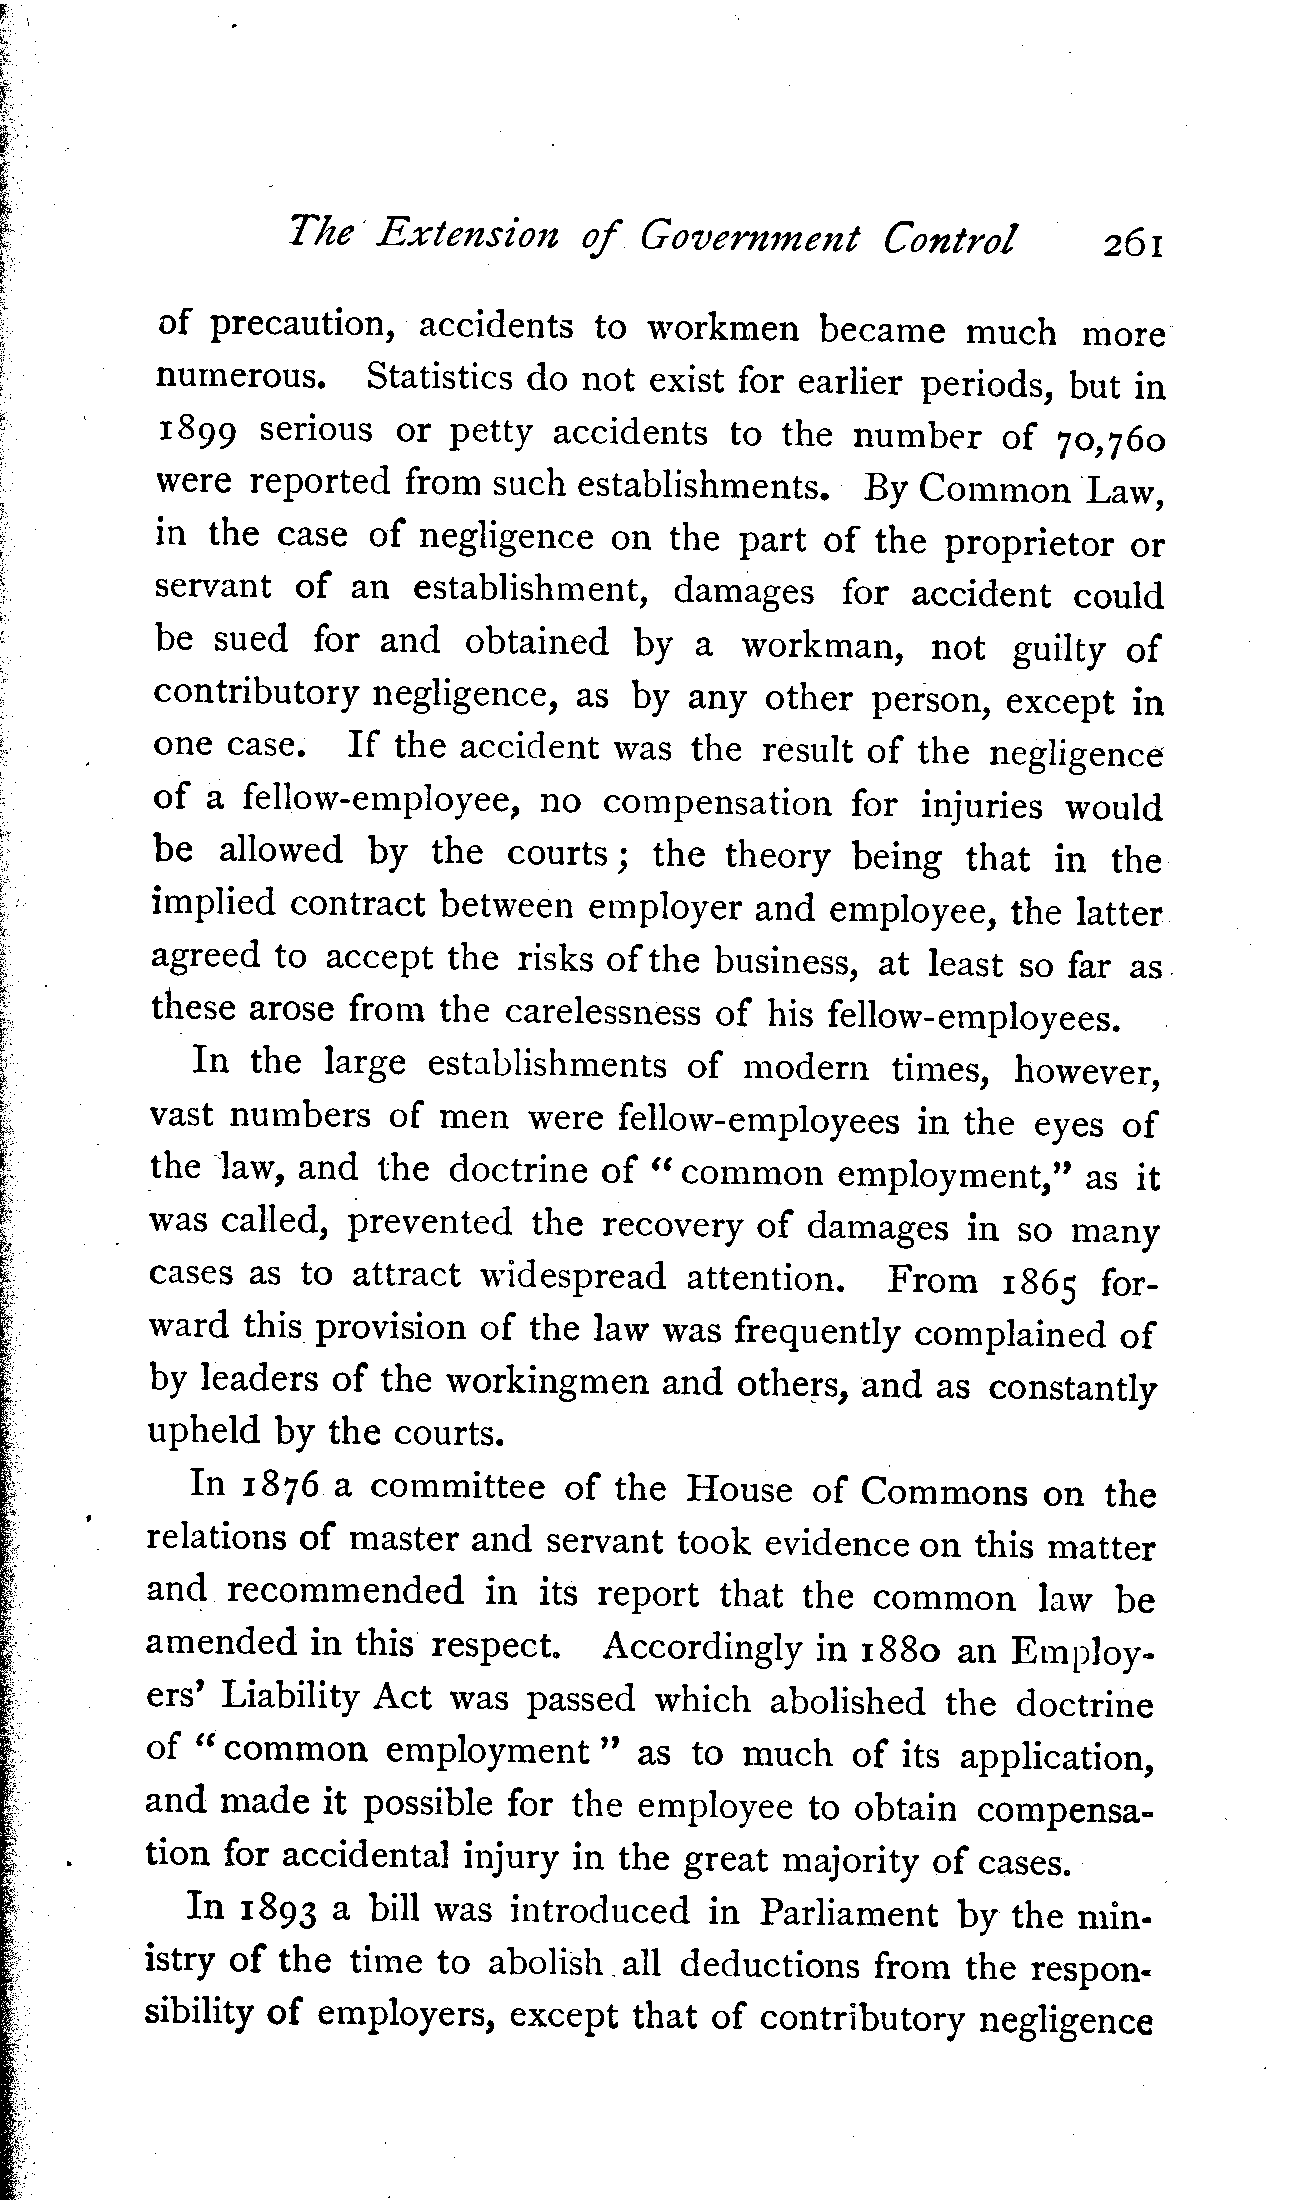 The Extension of Government Control 261
of precaution, accidents to workmen became much more
numerous. Statistics do not exist for earlier periods, but in
1899 serious or petty accidents to the number of 70,760
were reported from such establishments. By Common Law,
in the case of negligence on the part of the proprietor or
servant of an establishment, damages for accident could
be sued for and obtained by a workman, not guilty of
contributory negligence, as by any other person, except in
one case. If the accident was the result of the negligence
of a fellow-employee, no compensation for injuries would
be allowed by the courts; the theory being that in the
implied contract between employer and employee, the latter
agreed to accept the risks of the business, at least so far as
these arose from the carelessness of his fellow-employees.
In the large establishments of modern times, however,
vast numbers of men were fellow-employees in the eyes of
the law, and the doctrine of “common employment,” as it
was called, prevented the recovery of damages in so many
cases as to attract widespread attention. From 1865 for-
ward this provision of the law was frequently complained of
by leaders of the workingmen and others, and as constantly
upheld by the courts.
In 1876 a committee of the House of Commons on the
relations of master and servant took evidence on this matter
and recommended in its report that the common law be
amended in this respect. Accordingly in 1880 an Employ-
ers’ Liability Act was passed which abolished the doctrine
of “common employment” as to much of its application,
and made it possible for the employee to obtain compensa-
tion for accidental injury in the great majority of cases.
In 1893 a bill was introduced in Parliament by the min-
istry of the time to abolish all deductions from the respon-
sibility of employers, except that of contributory negligence